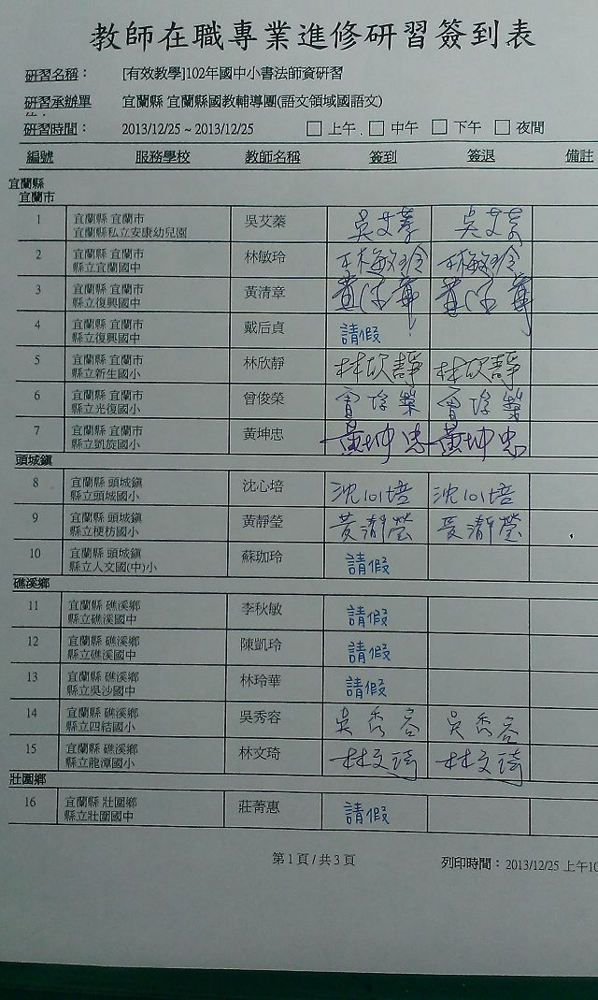 教師在職專業進修研習簽到表
研習名稱： [有效教學]102年國中小書法師資研習
研習承辦單 宜蘭縣 宜蘭縣國教輔導團(語文領域國語文)
研習時間： 2013/12/25 ~ 2013/12/25 □ 上午 □ 中午 □ 下午 □ 夜間
編號 服務學校 教師名稱 簽到 簽退 備註
宜蘭縣
宜蘭市
1 宜蘭縣 宜蘭市 吳艾蓁 吳艾蓁 吳艾蓁
宜蘭縣私立安康幼兒園
2 宜蘭縣 宜蘭市 林敏玲 林敏玲 林敏玲
縣立宜蘭國中
3 宜蘭縣 宜蘭市 黃清章 黃清章 黃清章
縣立復興國中
4 宜蘭縣 宜蘭市 戴后貞 請假
縣立復興國中
5 宜蘭縣 宜蘭市 林欣靜 林欣靜 林欣靜
縣立新生國小
6 宜蘭縣 宜蘭市 曾俊榮 曾俊榮 曾俊榮
縣立光復國小
7 宜蘭縣 宜蘭市 黃坤忠 黃坤忠 黃坤忠
縣立凱旋國小
頭城鎮
8 宜蘭縣 頭城鎮 沈心培 沈心培 沈心培
縣立頭城國小
9 宜蘭縣 頭城鎮 黃靜瑩 黃靜瑩 黃靜瑩
縣立梗枋國小
10 宜蘭縣 頭城鎮 蘇珈玲 請假
縣立人文國(中)小
礁溪鄉
11 宜蘭縣 礁溪鄉 李秋敏 請假
縣立礁溪國中
12 宜蘭縣 礁溪鄉 陳凱玲 請假
縣立礁溪國中
13 宜蘭縣 礁溪鄉 林玲華 請假
縣立吳沙國中
14 宜蘭縣 礁溪鄉 吳秀容 吳秀容 吳秀容
縣立四結國小
15 宜蘭縣 礁溪鄉 林文琦 林文琦 林文琦
縣立龍潭國小
壯圍鄉
16 宜蘭縣 壯圍鄉 莊菁惠 請假
縣立壯圍國中
第 1 頁 / 共 3 頁 列印時間： 2013/12/25 上午10